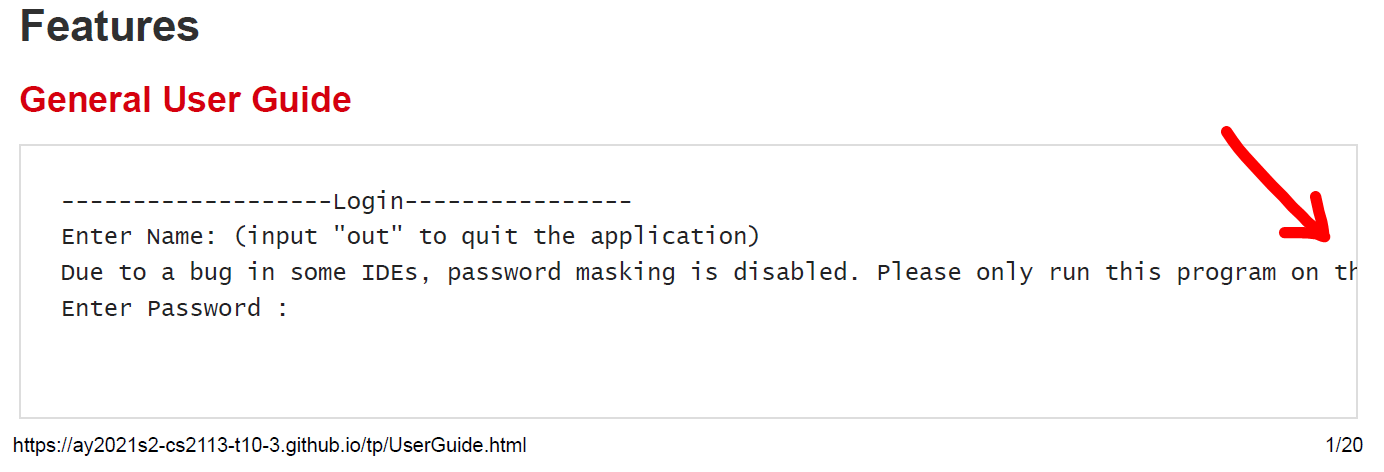 Features
General User Guide
-------------------Login----------------
Enter Name: (input "out" to quit the application)
Due to a bug in some IDEs, password masking is disabled. Please only run this program on th
Enter Password :
https://ay2021s2-cs2113-t10-3.github.io/tp/UserGuide.html
1/20